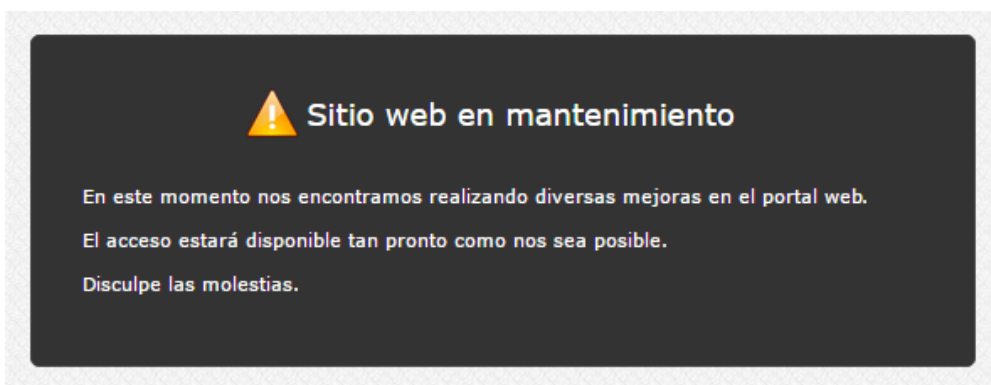 Sitio web en mantenimiento
En este momento nos encontramos realizando diversas mejoras en el portal web.
El acceso estará disponible tan pronto como nos sea posible.
Disculpe las molestias.